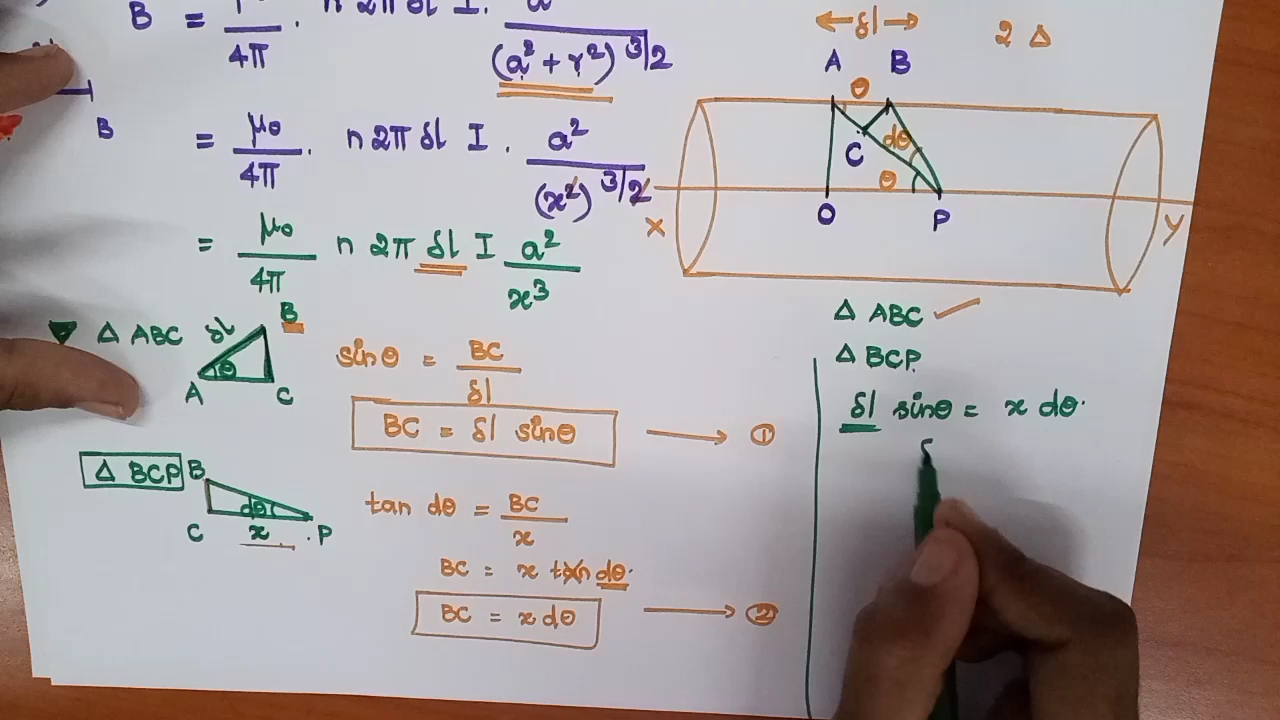 B = μ₀/4π · n 2π δl I · a²/(a² + r²)^3/2
B
= μ₀/4π · n 2π δl I · a²/(x²)^3/2
= μ₀/4π n 2π δl I a²/x³
Δ ABC δl B
A θ C
sinθ = BC/δl
BC = δl sinθ → ①
Δ BCP B
C dθ x P
tan dθ = BC/x
BC = x tan dθ
BC = x dθ → ②
δl 2 Δ
A B
θ
C dθ
θ
X O P Y
Δ ABC ✓
Δ BCP
δl sinθ = x dθ